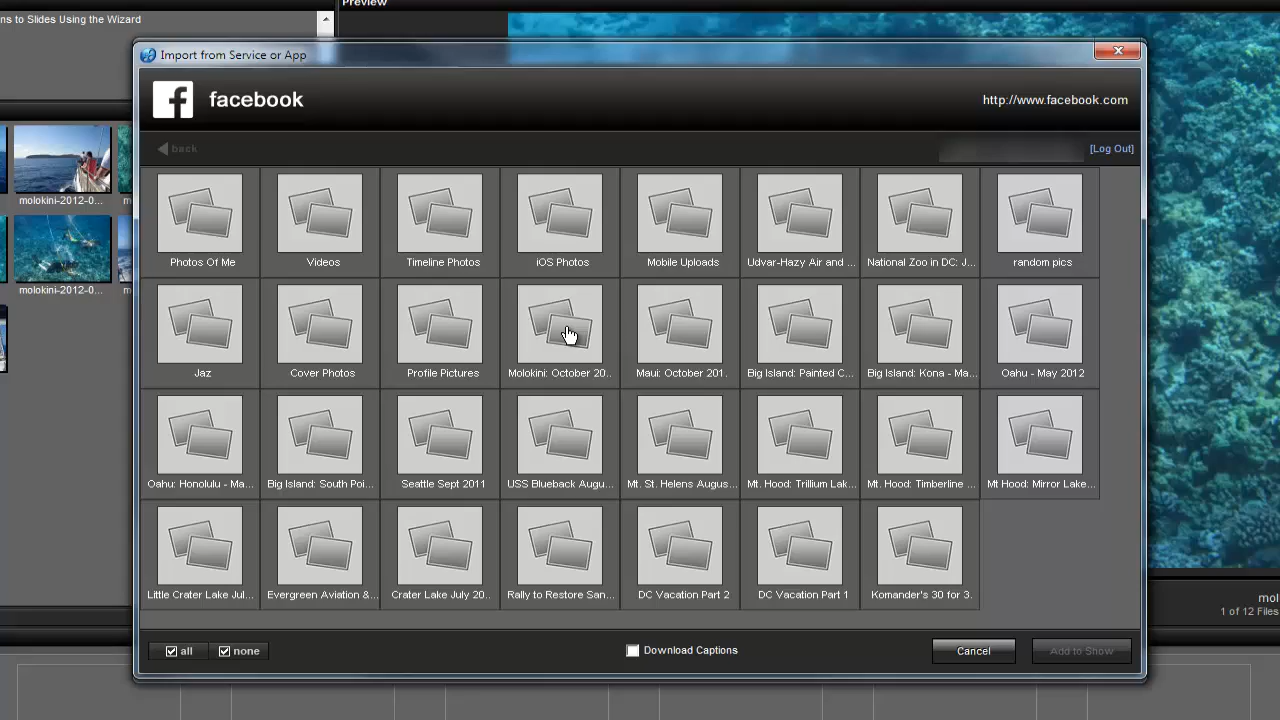 ns to Slides Using the Wizard
Preview
Import from Service or App
facebook
http://www.facebook.com
back
[Log Out]
Photos Of Me
Videos
Timeline Photos
iOS Photos
Mobile Uploads
Udvar-Hazy Air and ...
National Zoo in DC: J...
random pics
Jaz
Cover Photos
Profile Pictures
Molokini: October 20..
Maui: October 201.
Big Island: Painted C...
Big Island: Kona - Ma...
Oahu - May 2012
Oahu: Honolulu - Ma...
Big Island: South Poi...
Seattle Sept 2011
USS Blueback Augu...
Mt. St. Helens Augus...
Mt. Hood: Trillium Lak...
Mt. Hood: Timberline ...
Mt Hood: Mirror Lake...
Little Crater Lake Jul...
Evergreen Aviation &...
Crater Lake July 20..
Rally to Restore San...
DC Vacation Part 2
DC Vacation Part 1
Komander's 30 for 3.
all
none
Download Captions
Cancel
Add to Show
molokini-2012-0...
m
molokini-2012-0...
m
mol
1 of 12 Files